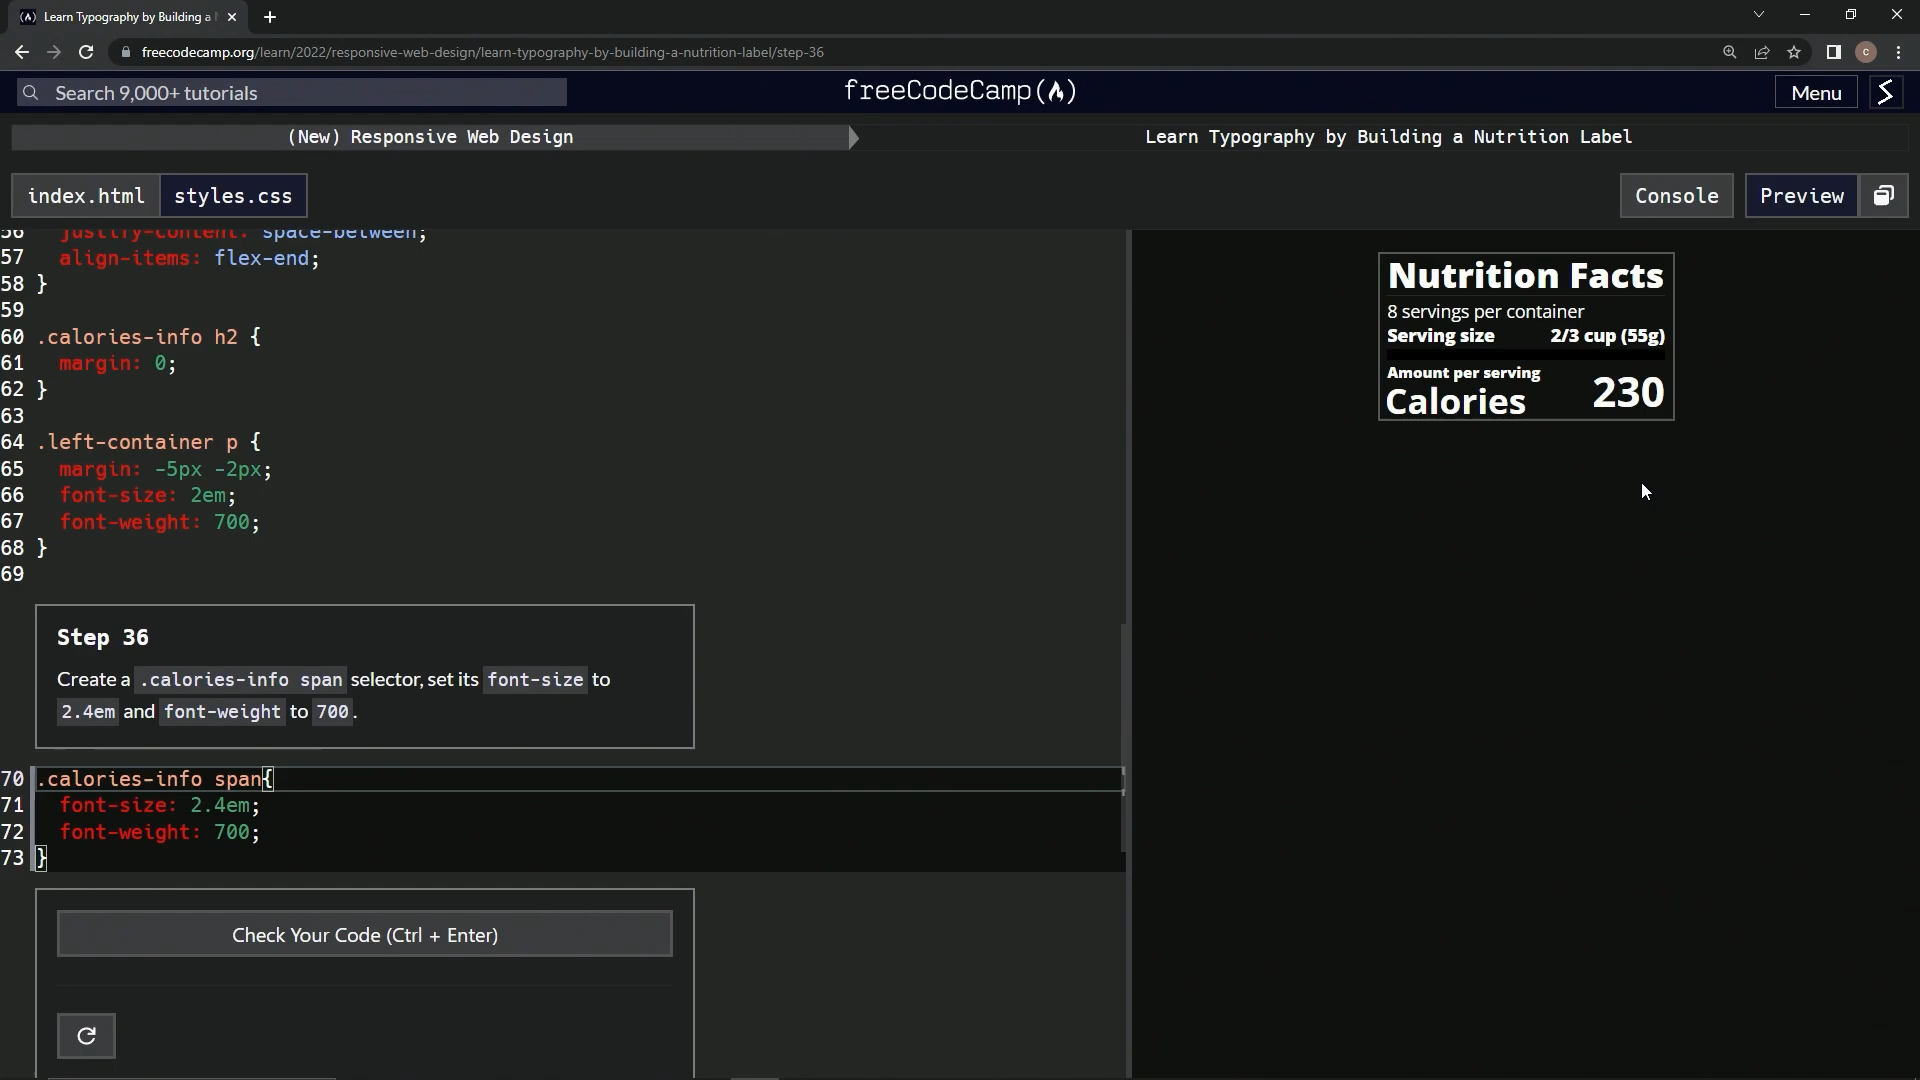 Learn Typography by Building a
freecodecamp.org/learn/2022/responsive-web-design/learn-typography-by-building-a-nutrition-label/step-36
C
Search 9,000+ tutorials
freeCodeCamp
Menu
(New) Responsive Web Design
Learn Typography by Building a Nutrition Label
index.html
styles.css
Console
Preview
56 justify-content: space-between;
57 align-items: flex-end;
58 }
59
60 .calories-info h2 {
61 margin: 0;
62 }
63
64 .left-container p {
65 margin: -5px -2px;
66 font-size: 2em;
67 font-weight: 700;
68 }
69
Step 36
Create a .calories-info span selector, set its font-size to
2.4em and font-weight to 700.
70 .calories-info span{
71 font-size: 2.4em;
72 font-weight: 700;
73 }
Check Your Code (Ctrl + Enter)
Nutrition Facts
8 servings per container
Serving size 2/3 cup (55g)
Amount per serving
Calories 230